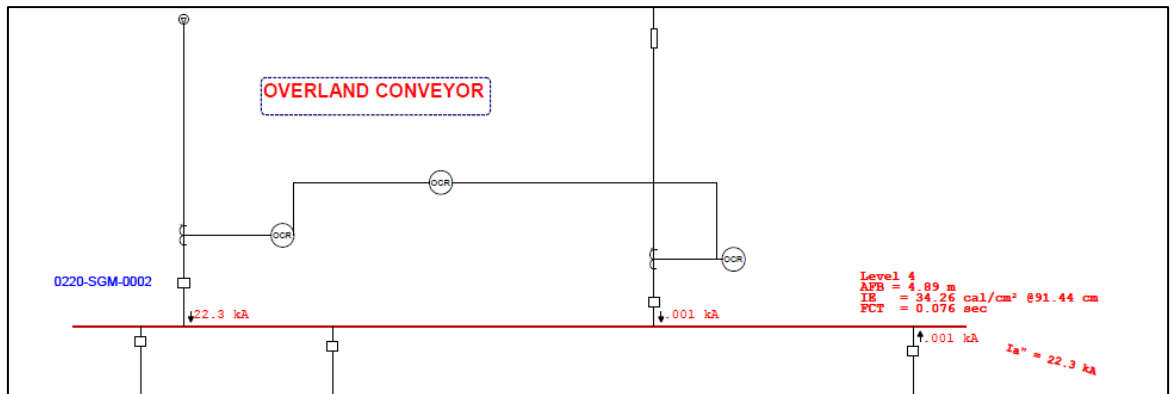 OVERLAND CONVEYOR
OCR
OCR
OCR
0220-SGM-0002
Level 4
AFB = 4.89 m
IE = 34.26 cal/cm² @91.44 cm
FCT = 0.076 sec
22.3 kA
.001 kA
.001 kA
Ia" = 22.3 kA